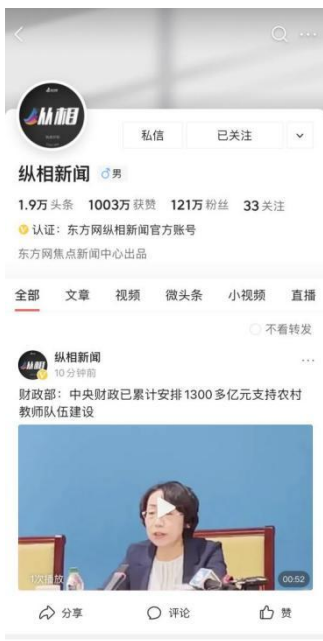 纵相
私信
已关注
纵相新闻
♂男
1.9万 头条 1003万 获赞 121万 粉丝 33 关注
认证：东方网纵相新闻官方账号
东方网焦点新闻中心出品
全部 文章 视频 微头条 小视频 直播
不看转发
纵相新闻
10分钟前
财政部：中央财政已累计安排1300多亿元支持农村
教师队伍建设
1次播放
00:52
分享 评论 赞